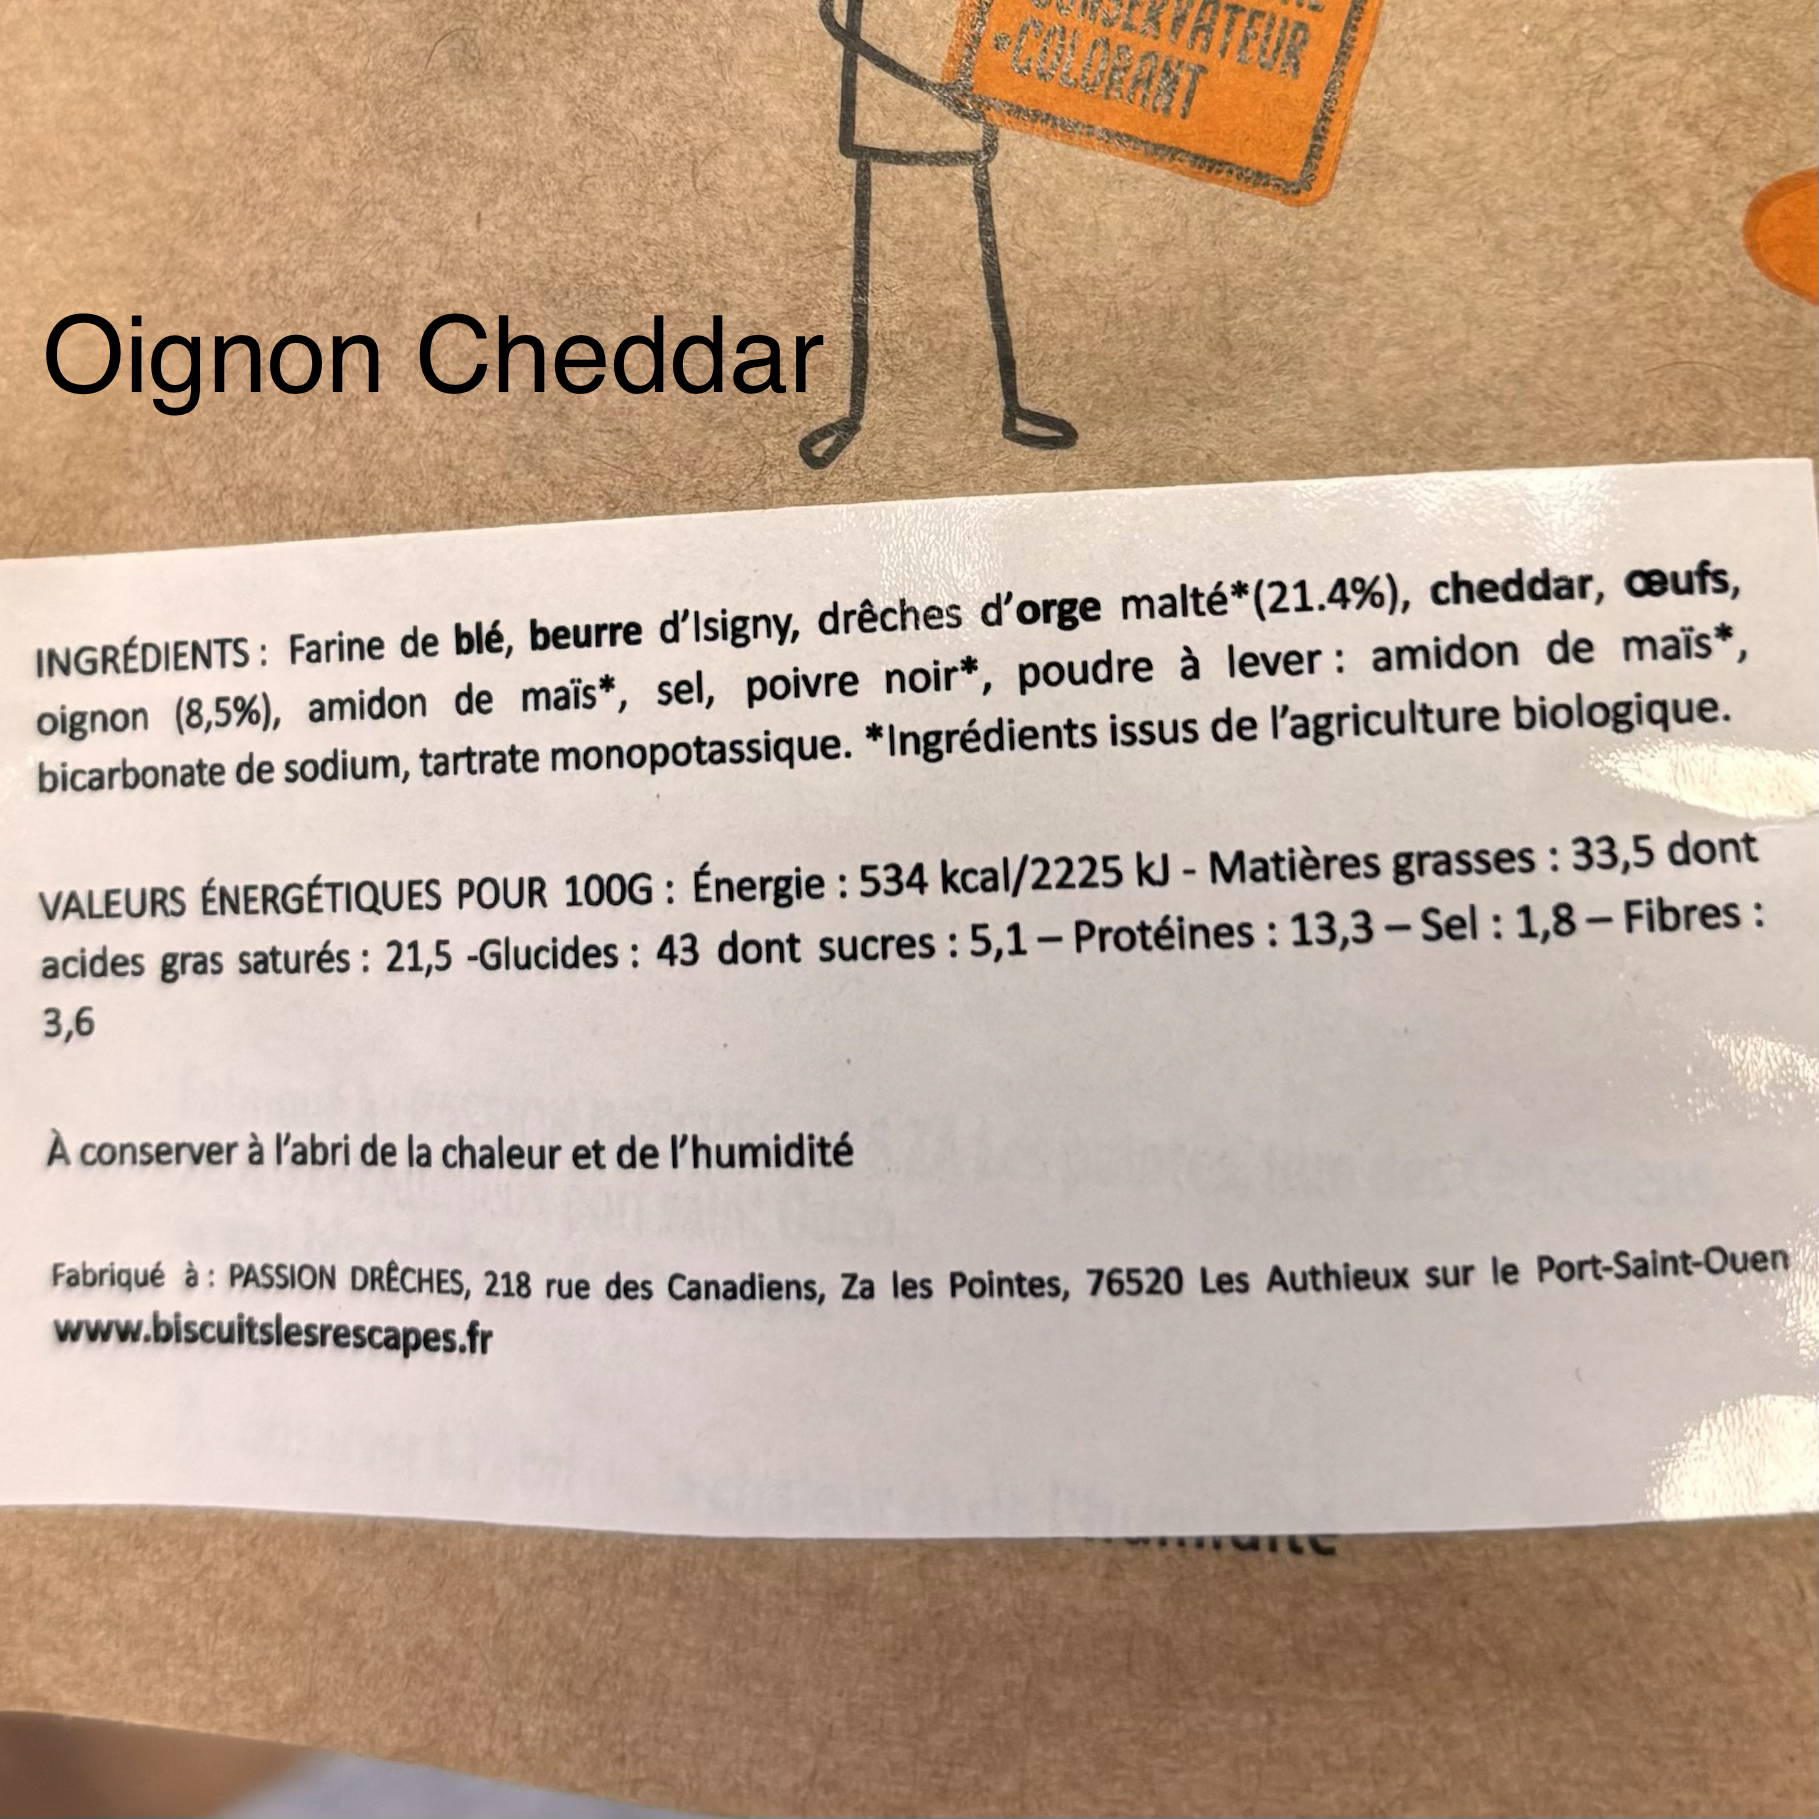 CONSERVATEUR
•COLORANT
Oignon Cheddar
INGRÉDIENTS : Farine de blé, beurre d’Isigny, drêches d’orge malté*(21.4%), cheddar, œufs,
oignon (8,5%), amidon de maïs*, sel, poivre noir*, poudre à lever : amidon de maïs*,
bicarbonate de sodium, tartrate monopotassique. *Ingrédients issus de l’agriculture biologique.
VALEURS ÉNERGÉTIQUES POUR 100G : Énergie : 534 kcal/2225 kJ - Matières grasses : 33,5 dont
acides gras saturés : 21,5 -Glucides : 43 dont sucres : 5,1 – Protéines : 13,3 – Sel : 1,8 – Fibres :
3,6
À conserver à l’abri de la chaleur et de l’humidité
Fabriqué à : PASSION DRÊCHES, 218 rue des Canadiens, Za les Pointes, 76520 Les Authieux sur le Port-Saint-Ouen
www.biscuitslesrescapes.fr